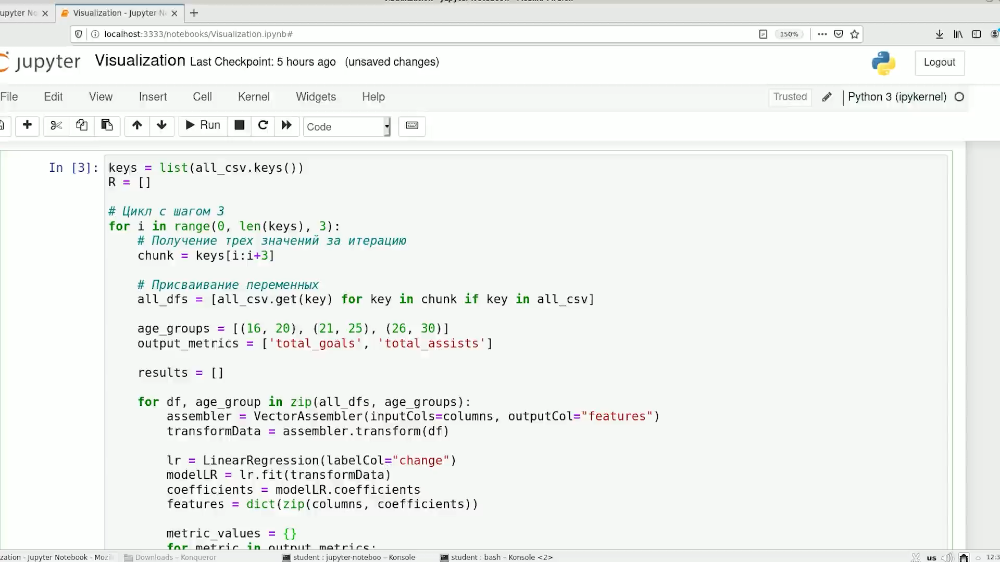 upyter No
Visualization - Jupyter N
localhost:3333/notebooks/Visualization.ipynb#
150%
jupyter
Visualization Last Checkpoint: 5 hours ago (unsaved changes)
Logout
File Edit View Insert Cell Kernel Widgets Help
Trusted
Python 3 (ipykernel)
Run
Code
In [3]:
keys = list(all_csv.keys())
R = []
# Цикл с шагом 3
for i in range(0, len(keys), 3):
    # Получение трех значений за итерацию
    chunk = keys[i:i+3]
    # Присваивание переменных
    all_dfs = [all_csv.get(key) for key in chunk if key in all_csv]
    age_groups = [(16, 20), (21, 25), (26, 30)]
    output_metrics = ['total_goals', 'total_assists']
    results = []
    for df, age_group in zip(all_dfs, age_groups):
        assembler = VectorAssembler(inputCols=columns, outputCol="features")
        transformData = assembler.transform(df)
        lr = LinearRegression(labelCol="change")
        modelLR = lr.fit(transformData)
        coefficients = modelLR.coefficients
        features = dict(zip(columns, coefficients))
        metric_values = {}
        for metric in output_metrics:
zation - Jupyter Notebook - Mozil
Downloads – Konqueror
student : jupyter-noteboo – Konsole
student : bash – Konsole <2>
us
12:3